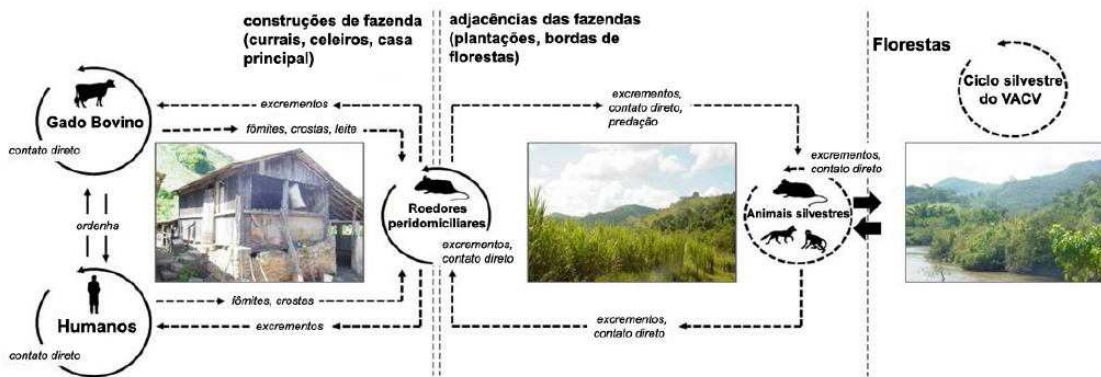 construções de fazenda
(currais, celeiros, casa
principal)
adjacências das fazendas
(plantações, bordas de
florestas)
Florestas
Gado Bovino
contato direto
excrementos
fômites, crostas, leite
ordenha
Humanos
contato direto
fômites, crostas
excrementos
Roedores
peridomiciliares
excrementos,
contato direto
excrementos,
contato direto,
predação
excrementos,
contato direto
excrementos,
contato direto
Animais silvestres
Ciclo silvestre
do VACV